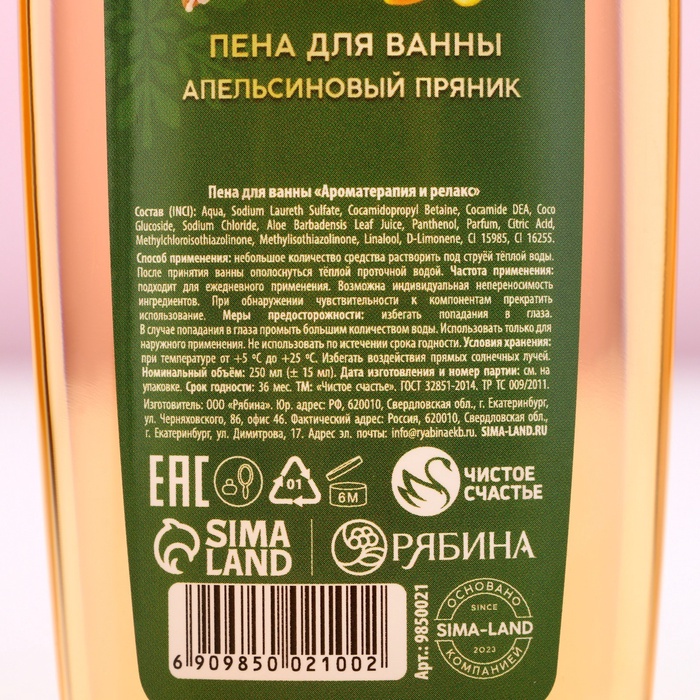 ПЕНА ДЛЯ ВАННЫ
АПЕЛЬСИНОВЫЙ ПРЯНИК
Пена для ванны «Ароматерапия и релакс»
Состав (INCI): Aqua, Sodium Laureth Sulfate, Cocamidopropyl Betaine, Cocamide DEA, Coco
Glucoside, Sodium Chloride, Aloe Barbadensis Leaf Juice, Panthenol, Parfum, Citric Acid,
Methylchloroisothiazolinone, Methylisothiazolinone, Linalool, D-Limonene, CI 15985, CI 16255.
Способ применения: небольшое количество средства растворить под струёй тёплой воды.
После принятия ванны ополоснуться тёплой проточной водой. Частота применения:
подходит для ежедневного применения. Возможна индивидуальная непереносимость
ингредиентов. При обнаружении чувствительности к компонентам прекратить
использование. Меры предосторожности: избегать попадания в глаза.
В случае попадания в глаза промыть большим количеством воды. Использовать только для
наружного применения. Не использовать по истечении срока годности. Условия хранения:
при температуре от +5 °C до +25 °C. Избегать воздействия прямых солнечных лучей.
Номинальный объём: 250 мл (± 15 мл). Дата изготовления и номер партии: см. на
упаковке. Срок годности: 36 мес. ТМ: «Чистое счастье». ГОСТ 32851-2014. ТР ТС 009/2011.
Изготовитель: ООО «Рябина». Юр. адрес: РФ, 620010, Свердловская обл., г. Екатеринбург,
ул. Черняховского, 86, офис 46. Фактический адрес: Россия, 620010, Свердловская обл.,
г. Екатеринбург, ул. Димитрова, 17. Адрес эл. почты: info@ryabinaekb.ru. SIMA-LAND.RU
EAC
01
6M
ЧИСТОЕ
СЧАСТЬЕ
SIMA
LAND
РЯБИНА
6 909850 021002
Арт.: 9850021
ОСНОВАНО
SINCE
SIMA-LAND
2023
КОМПАНИЕЙ